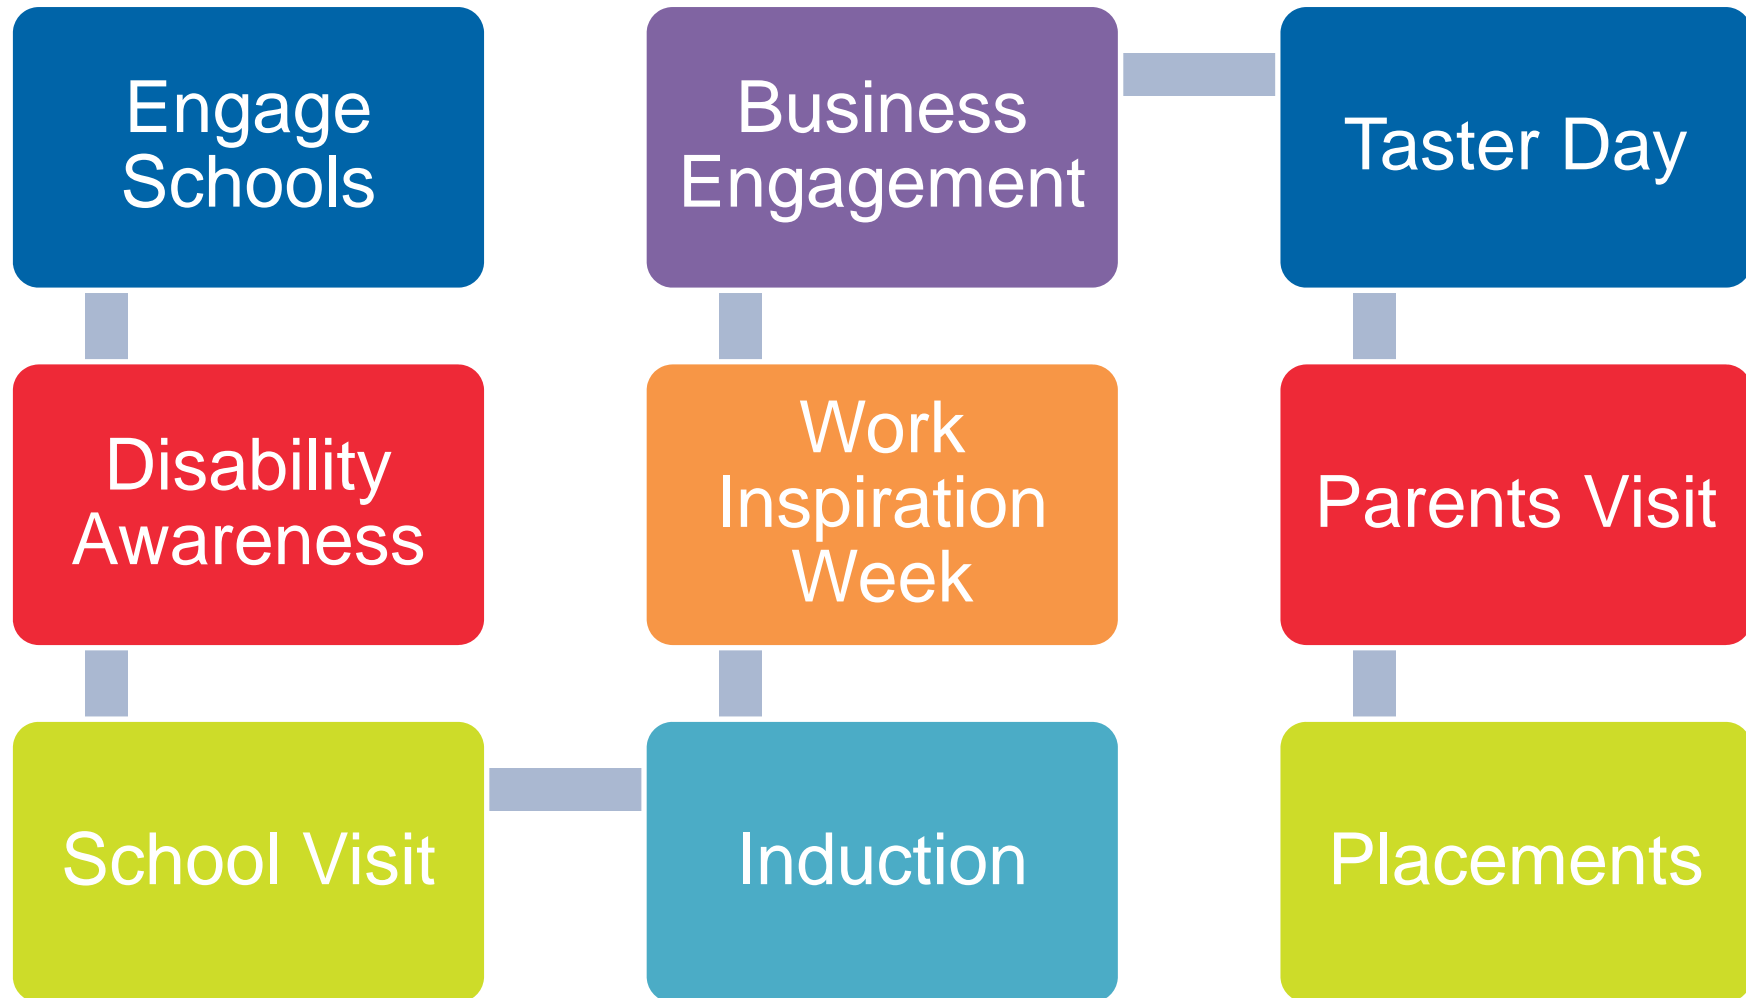 Engage
Schools
Disability
Awareness
School Visit
Induction
Work
Inspiration
Week
Business
Engagement
Taster Day
Parents Visit
Placements